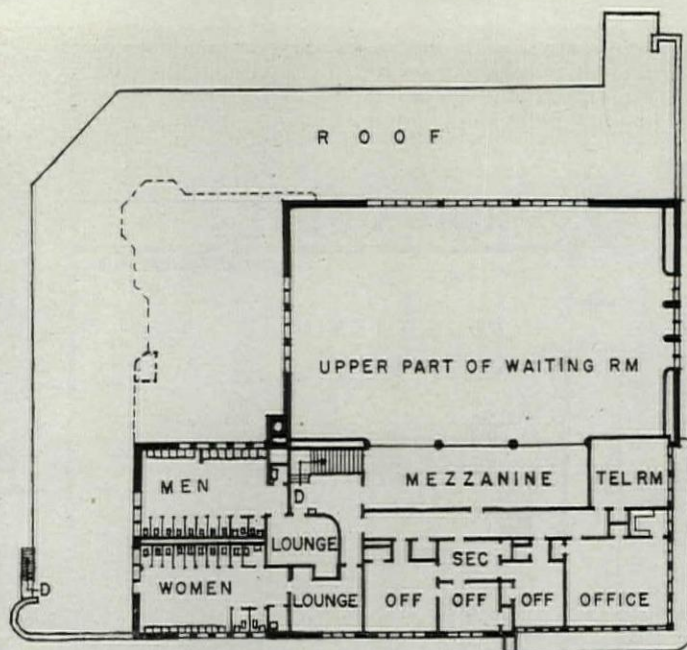 ROOF
UPPER PART OF WAITING RM
MEN
D
MEZZANINE
TEL RM
LOUNGE
SEC
WOMEN
LOUNGE
OFF
OFF
OFF
OFFICE
D